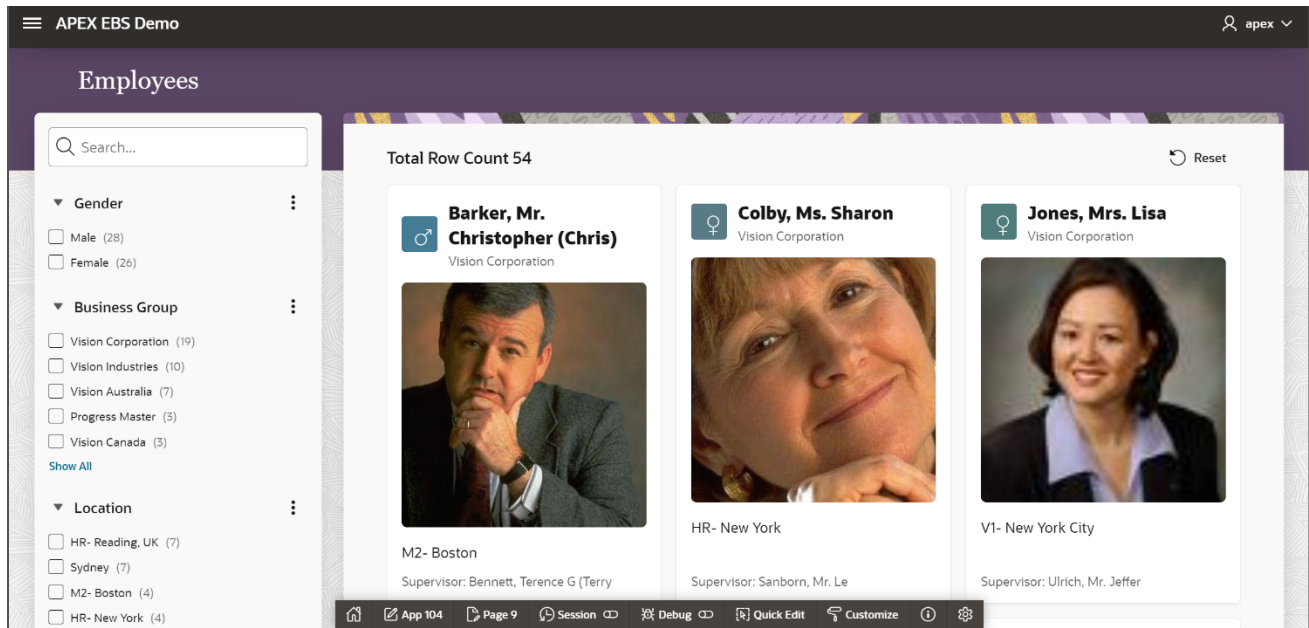 APEX EBS Demo
apex
Employees
Search...
Gender
Male (28)
Female (26)
Business Group
Vision Corporation (19)
Vision Industries (10)
Vision Australia (7)
Progress Master (3)
Vision Canada (3)
Show All
Location
HR- Reading, UK (7)
Sydney (7)
M2- Boston (4)
HR- New York (4)
Total Row Count 54
Reset
Barker, Mr.
Christopher (Chris)
Vision Corporation
M2- Boston
Supervisor: Bennett, Terence G (Terry
Colby, Ms. Sharon
Vision Corporation
HR- New York
Supervisor: Sanborn, Mr. Le
Jones, Mrs. Lisa
Vision Corporation
V1- New York City
Supervisor: Ulrich, Mr. Jeffer
App 104 Page 9 Session Debug Quick Edit Customize